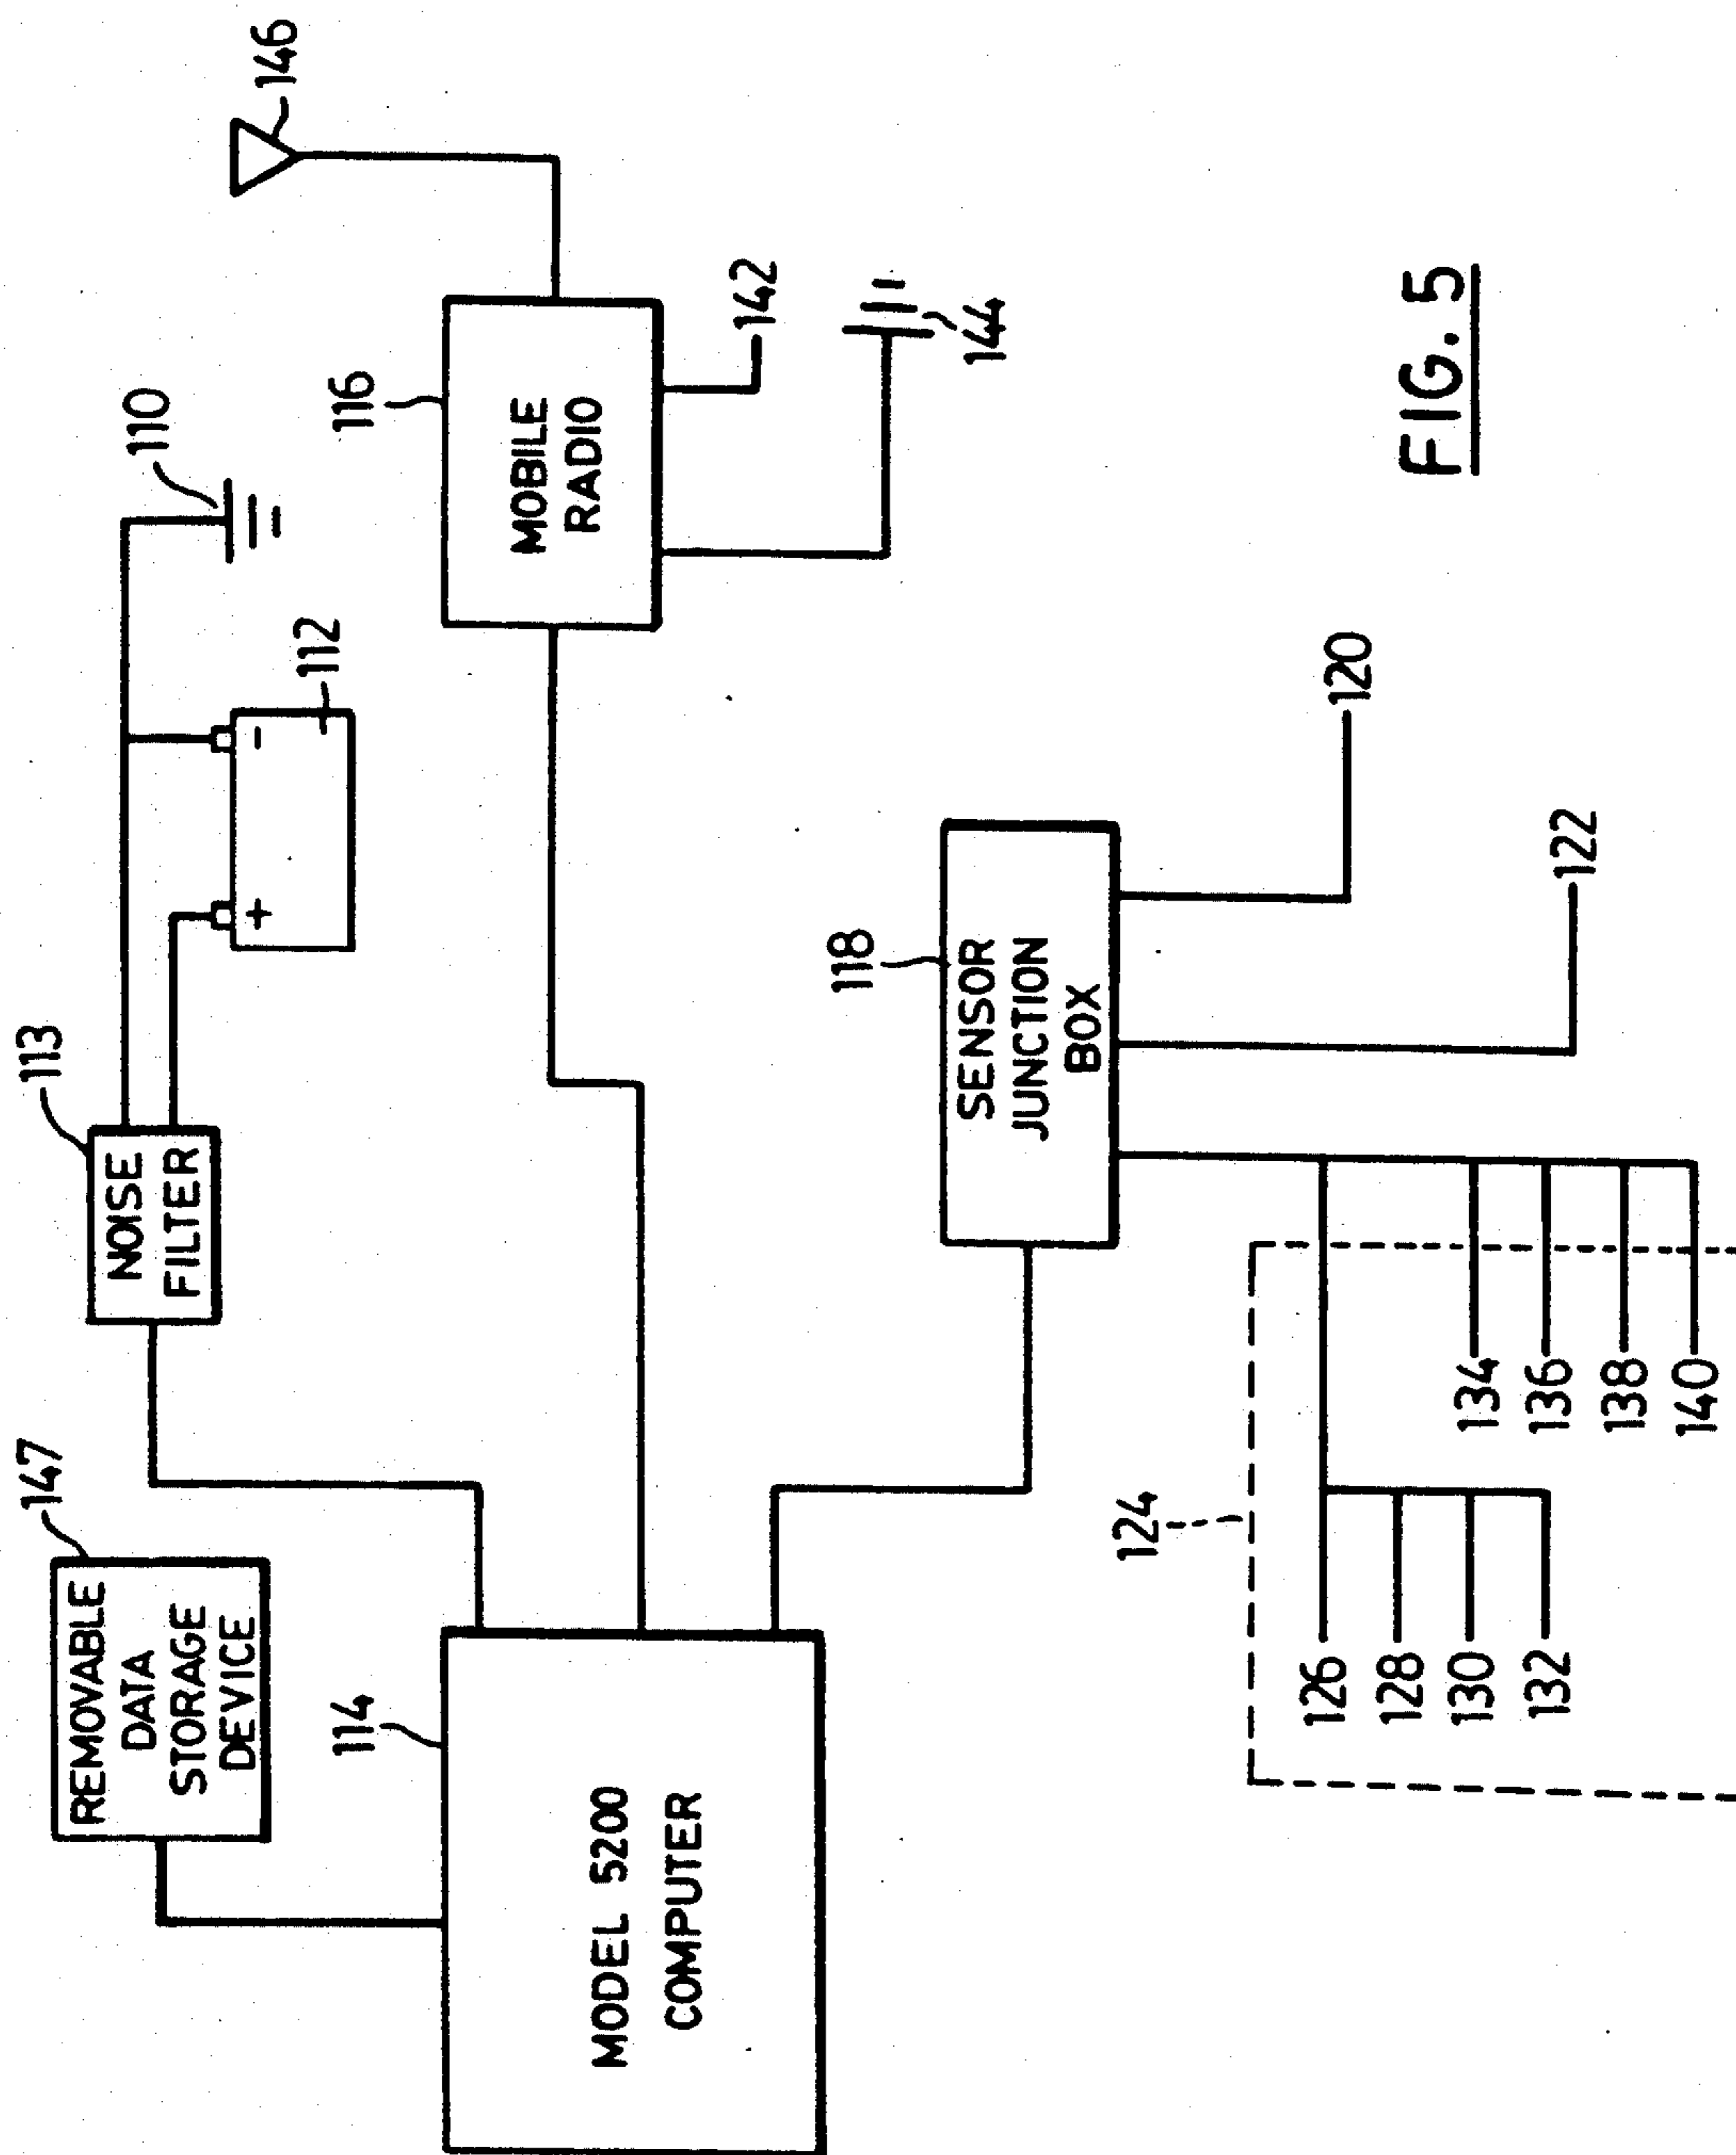 147
REMOVABLE
DATA
STORAGE
DEVICE
113
NOISE
FILTER
+
-
112
110
146
114
MODEL 5200
COMPUTER
116
MOBILE
RADIO
142
144
118
SENSOR
JUNCTION
BOX
120
122
124
126
128
130
132
134
136
138
140
FIG. 5